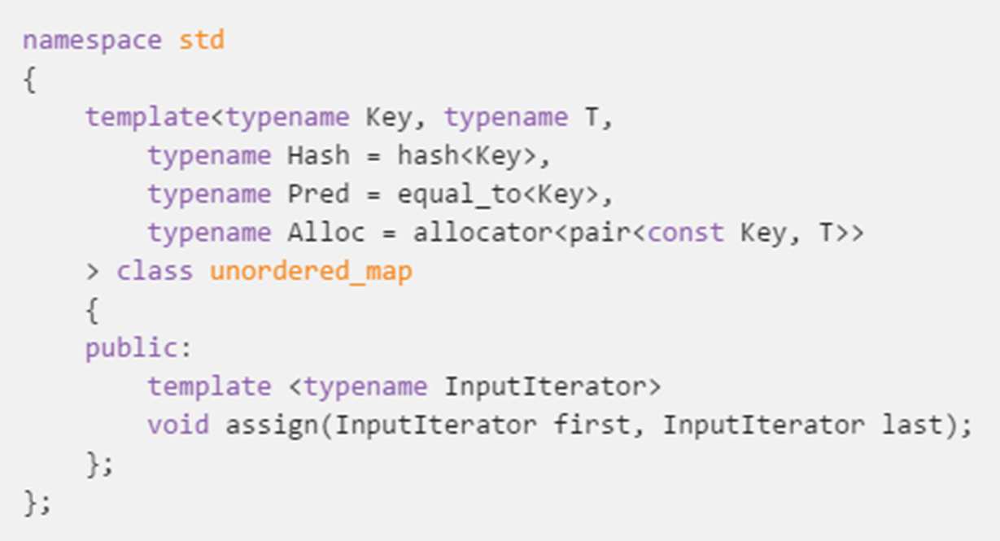 namespace std
{
    template<typename Key, typename T,
        typename Hash = hash<Key>,
        typename Pred = equal_to<Key>,
        typename Alloc = allocator<pair<const Key, T>>
    > class unordered_map
    {
    public:
        template <typename InputIterator>
        void assign(InputIterator first, InputIterator last);
    };
};